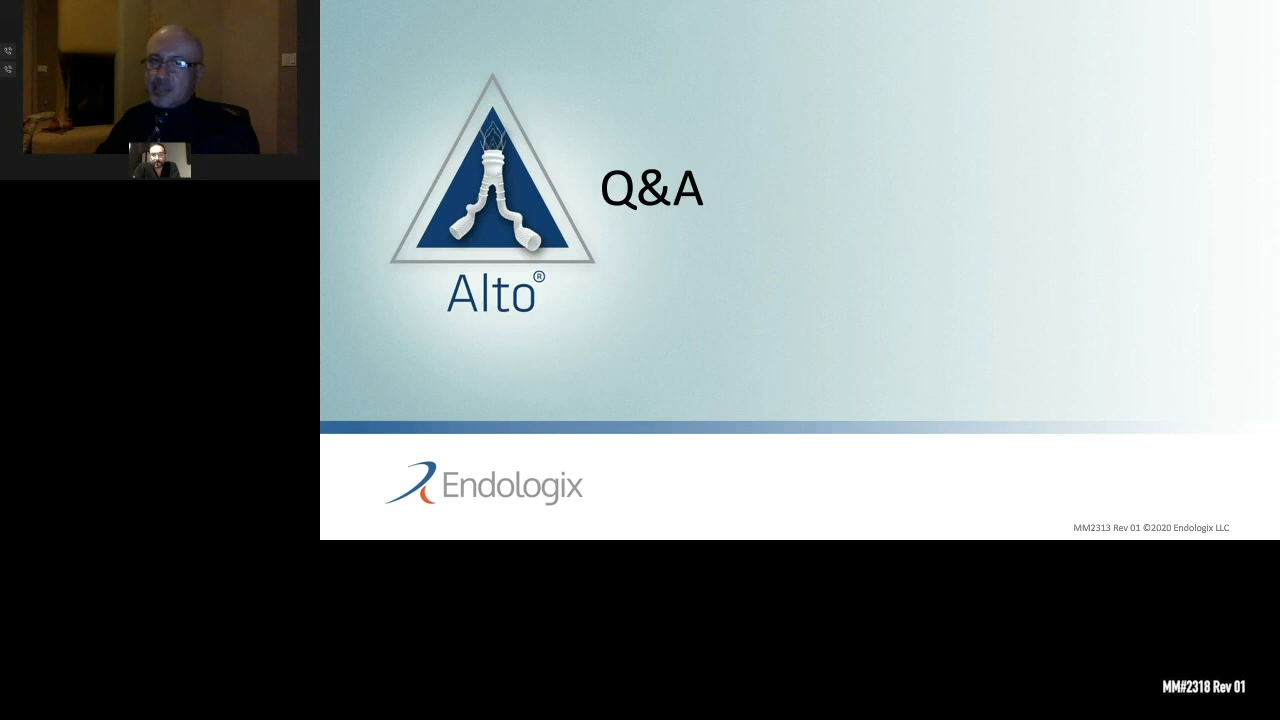 Q&A
Alto®
Endologix
MM2313 Rev 01 ©2020 Endologix LLC
MM#2318 Rev 01